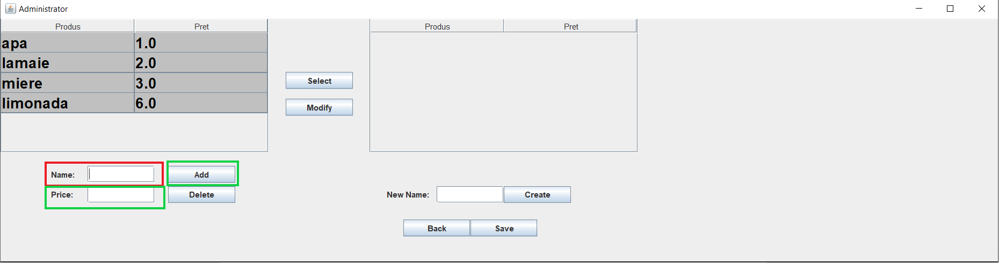 Administrator
Produs Pret
apa 1.0
lamaie 2.0
miere 3.0
limonada 6.0
Select
Modify
Produs Pret
Name: Add
Price: Delete
New Name: Create
Back Save